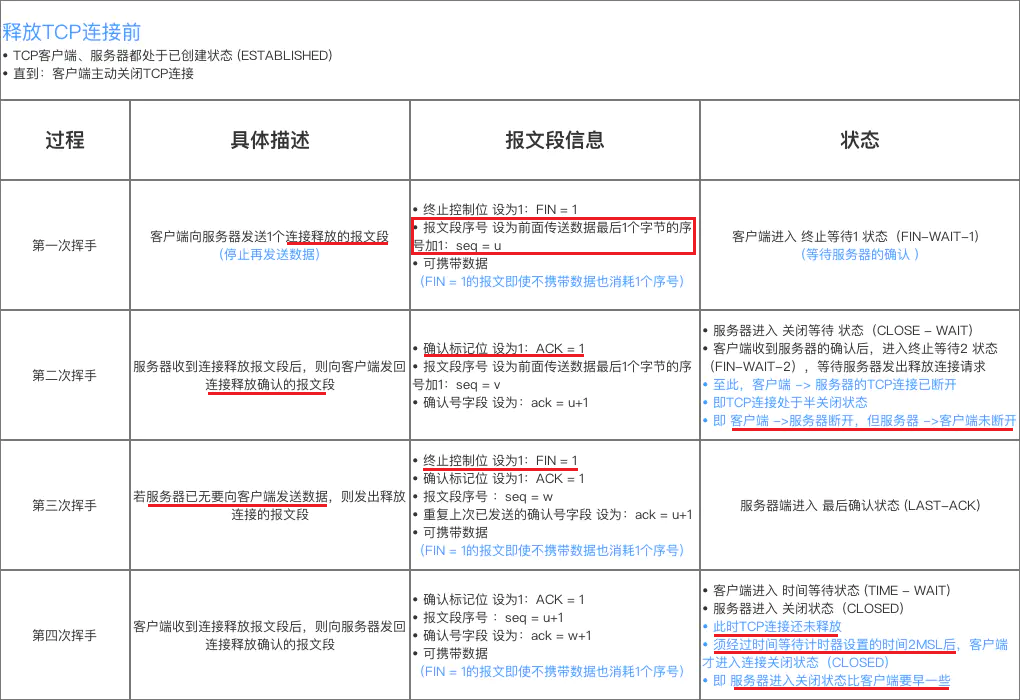 释放TCP连接前
• TCP客户端、服务器都处于已创建状态 (ESTABLISHED)
• 直到：客户端主动关闭TCP连接
过程
具体描述
报文段信息
状态
第一次挥手
客户端向服务器发送1个连接释放的报文段
（停止再发送数据）
• 终止控制位 设为1：FIN = 1
• 报文段序号 设为前面传送数据最后1个字节的序
号加1：seq = u
• 可携带数据
（FIN = 1的报文即使不携带数据也消耗1个序号）
客户端进入 终止等待1 状态（FIN-WAIT-1）
（等待服务器的确认 ）
第二次挥手
服务器收到连接释放报文段后，则向客户端发回
连接释放确认的报文段
• 确认标记位 设为1：ACK = 1
• 报文段序号 设为前面传送数据最后1个字节的序
号加1：seq = v
• 确认号字段 设为：ack = u+1
• 服务器进入 关闭等待 状态（CLOSE - WAIT）
• 客户端收到服务器的确认后，进入终止等待2 状态
（FIN-WAIT-2），等待服务器发出释放连接请求
• 至此，客户端 -> 服务器的TCP连接已断开
• 即TCP连接处于半关闭状态
• 即 客户端 ->服务器断开，但服务器 ->客户端未断开
第三次挥手
若服务器已无要向客户端发送数据，则发出释放
连接的报文段
• 终止控制位 设为1：FIN = 1
• 确认标记位 设为1：ACK = 1
• 报文段序号 ：seq = w
• 重复上次已发送的确认号字段 设为：ack = u+1
• 可携带数据
（FIN = 1的报文即使不携带数据也消耗1个序号）
服务器端进入 最后确认状态 (LAST-ACK)
第四次挥手
客户端收到连接释放报文段后，则向服务器发回
连接释放确认的报文段
• 确认标记位 设为1：ACK = 1
• 报文段序号 ：seq = u+1
• 确认号字段 设为：ack = w+1
• 可携带数据
（FIN = 1的报文即使不携带数据也消耗1个序号）
• 客户端进入 时间等待状态 (TIME - WAIT)
• 服务器进入 关闭状态（CLOSED）
• 此时TCP连接还未释放
• 须经过时间等待计时器设置的时间2MSL后，客户端
才进入连接关闭状态（CLOSED）
• 即 服务器进入关闭状态比客户端要早一些